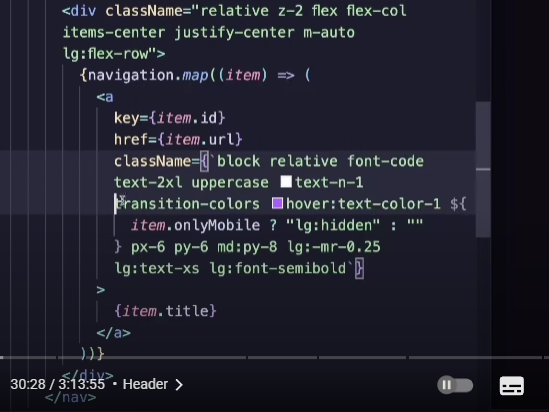 <div className="relative z-2 flex flex-col
items-center justify-center m-auto
lg:flex-row">
{navigation.map((item) => (
<a
key={item.id}
href={item.url}
className={`block relative font-code
text-2xl uppercase text-n-1
transition-colors hover:text-color-1 ${
item.onlyMobile ? "lg:hidden" : ""
} px-6 py-6 md:py-8 lg:-mr-0.25
lg:text-xs lg:font-semibold`}
>
{item.title}
</a>
))}
</div>
30:28 / 3:13:55 • Header >
</nav>